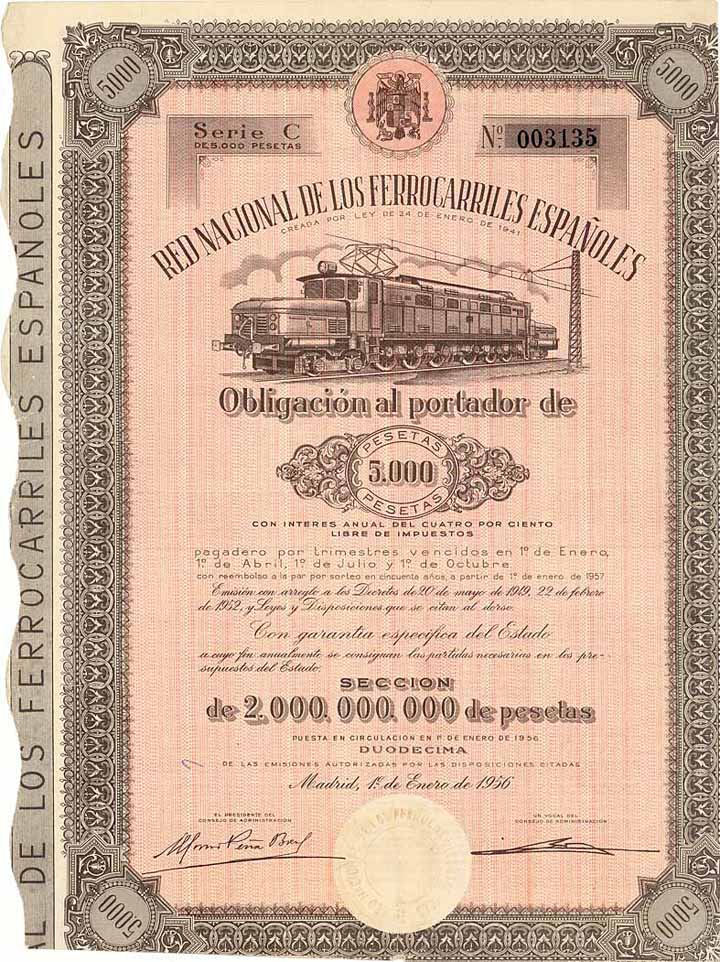 5000
5000
Serie C
DE 5.000 PESETAS
Nº. 003135
RED NACIONAL DE LOS FERROCARRILES ESPAÑOLES
CREADA POR LEY DE 24 DE ENERO DE 1941
Obligación al portador de
PESETAS
5.000
PESETAS
CON INTERES ANUAL DEL CUATRO POR CIENTO
LIBRE DE IMPUESTOS
pagadero por trimestres vencidos en 1º de Enero,
1º de Abril, 1º de Julio y 1º de Octubre
con reembolso a la par por sorteo en cincuenta años, a partir de 1º de enero de 1957
Emisión con arreglo a los Decretos de 20 de mayo de 1949, 22 de febrero
de 1952, y Leyes y Disposiciones que se citan al dorso.
Con garantía específica del Estado
a cuyo fin anualmente se consignan las partidas necesarias en los pre-
supuestos del Estado.
SECCION
de 2.000.000.000 de pesetas
PUESTA EN CIRCULACION EN 1º DE ENERO DE 1956
DUODECIMA
DE LAS EMISIONES AUTORIZADAS POR LAS DISPOSICIONES CITADAS
Madrid, 1º de Enero de 1956
EL PRESIDENTE DEL
CONSEJO DE ADMINISTRACION
UN VOCAL DEL
CONSEJO DE ADMINISTRACION
5000
5000
AL DE LOS FERROCARRILES ESPAÑOLES